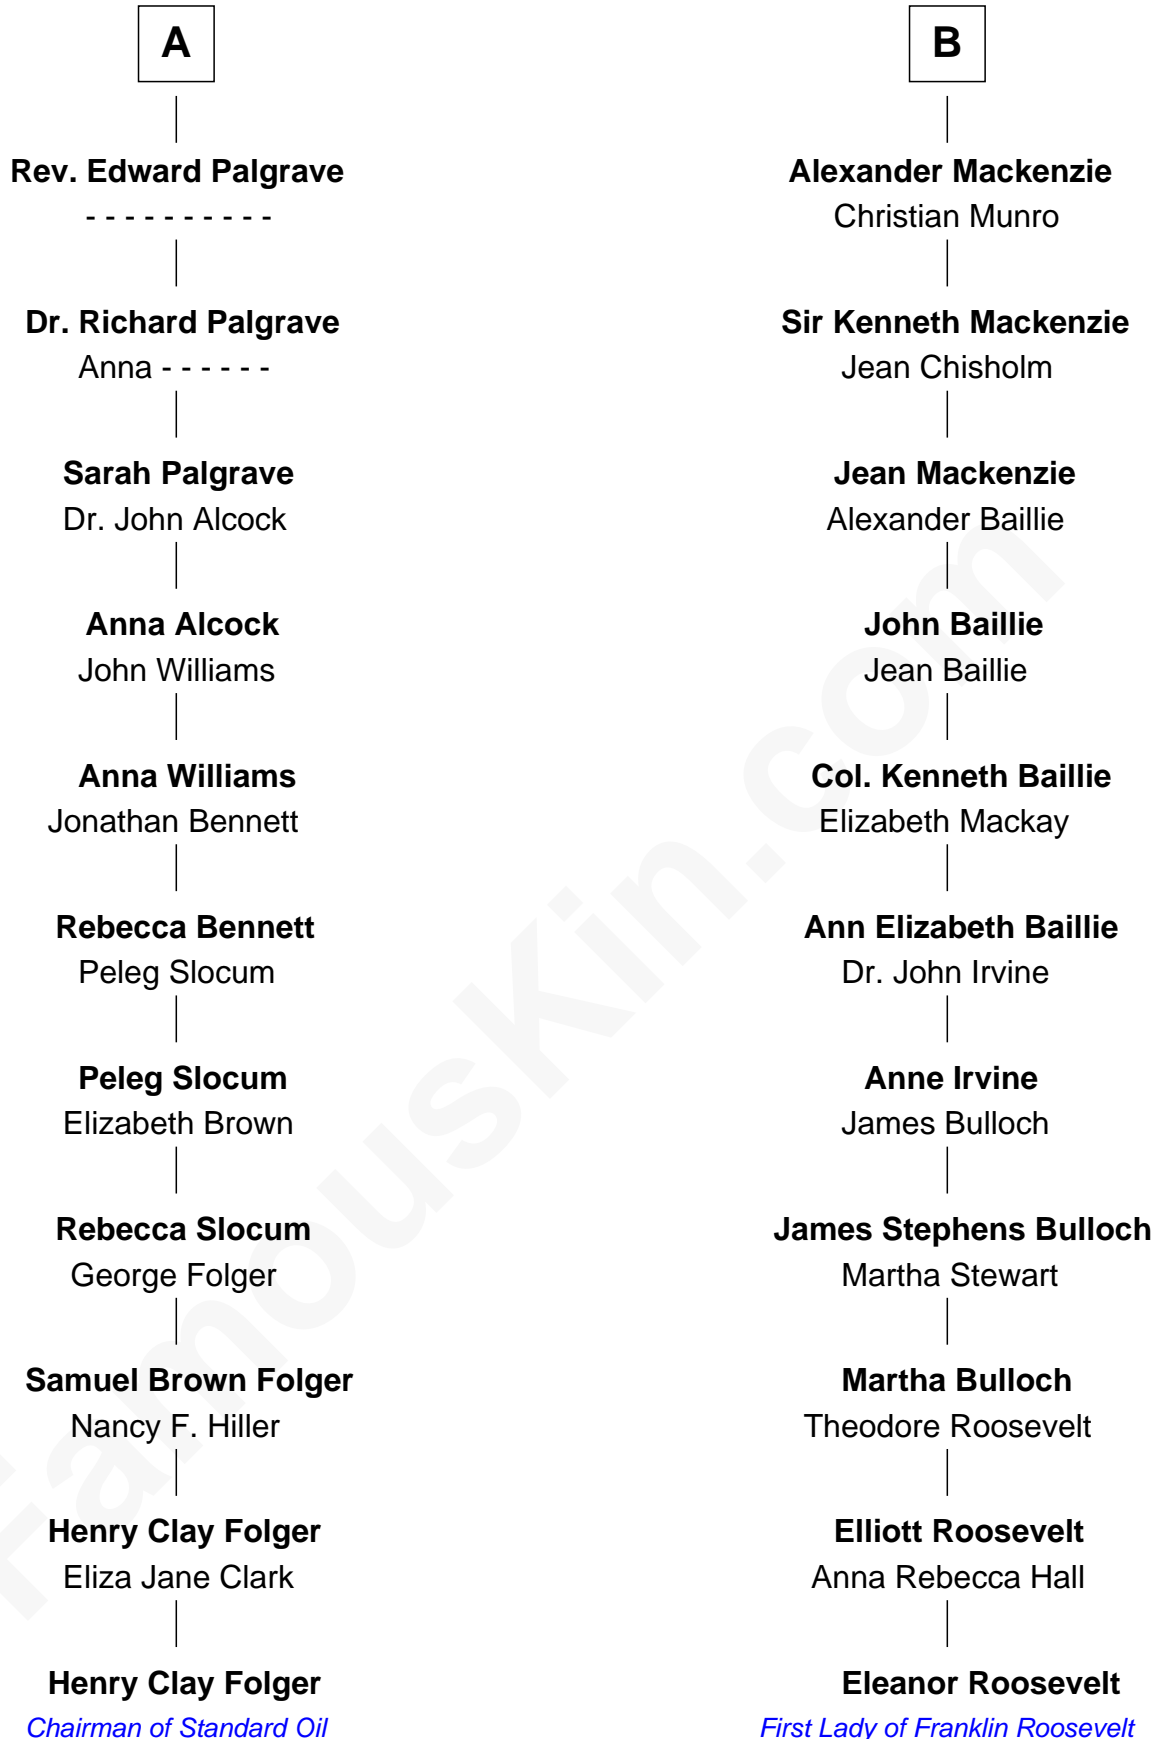 A
Rev. Edward Palgrave
- - - - - - - - - -
Dr. Richard Palgrave
Anna - - - - - -
Sarah Palgrave
Dr. John Alcock
Anna Alcock
John Williams
Anna Williams
Jonathan Bennett
Rebecca Bennett
Peleg Slocum
Peleg Slocum
Elizabeth Brown
Rebecca Slocum
George Folger
Samuel Brown Folger
Nancy F. Hiller
Henry Clay Folger
Eliza Jane Clark
Henry Clay Folger
Chairman of Standard Oil
B
Alexander Mackenzie
Christian Munro
Sir Kenneth Mackenzie
Jean Chisholm
Jean Mackenzie
Alexander Baillie
John Baillie
Jean Baillie
Col. Kenneth Baillie
Elizabeth Mackay
Ann Elizabeth Baillie
Dr. John Irvine
Anne Irvine
James Bulloch
James Stephens Bulloch
Martha Stewart
Martha Bulloch
Theodore Roosevelt
Elliott Roosevelt
Anna Rebecca Hall
Eleanor Roosevelt
First Lady of Franklin Roosevelt
FamousKin.com